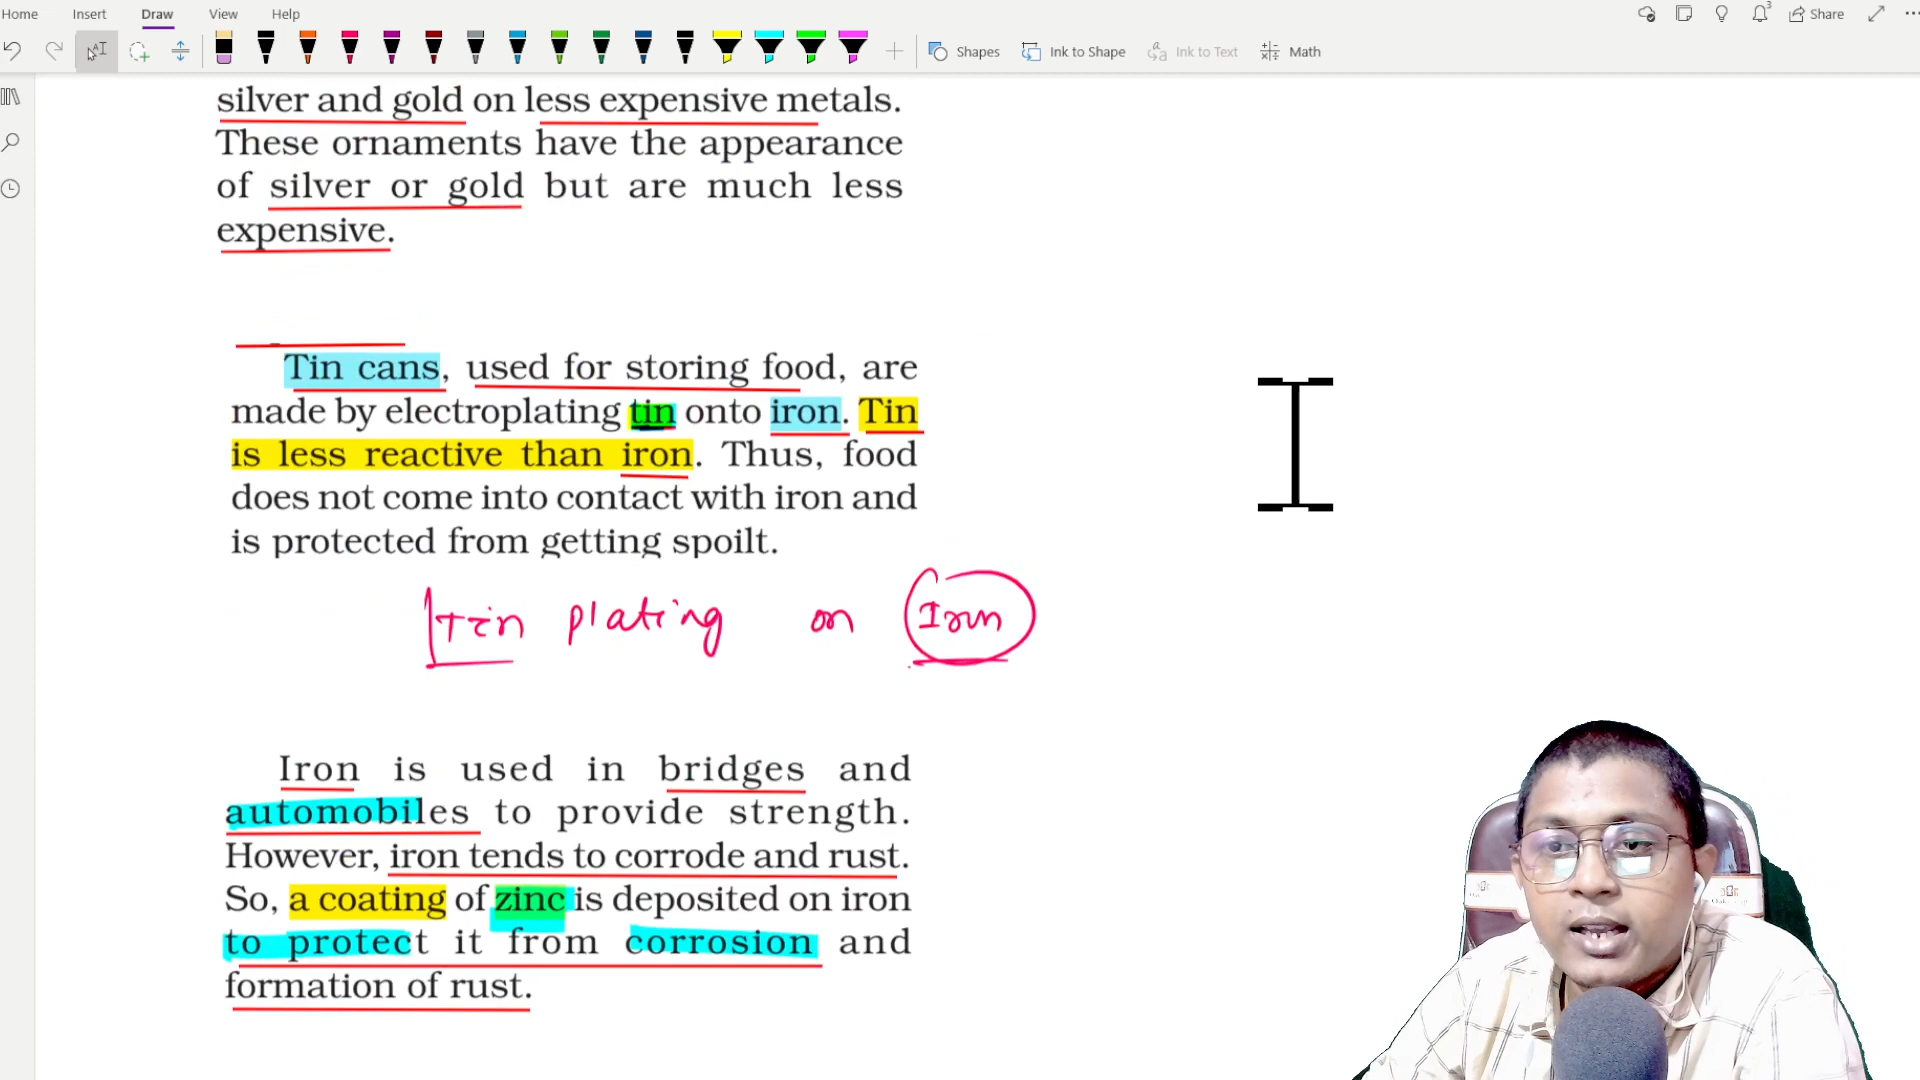 Home Insert Draw View Help
3 Share
Shapes Ink to Shape Ink to Text Math
silver and gold on less expensive metals.
These ornaments have the appearance
of silver or gold but are much less
expensive.
Tin cans, used for storing food, are
made by electroplating tin onto iron. Tin
is less reactive than iron. Thus, food
does not come into contact with iron and
is protected from getting spoilt.
Tin plating on Iron
Iron is used in bridges and
automobiles to provide strength.
However, iron tends to corrode and rust.
So, a coating of zinc is deposited on iron
to protect it from corrosion and
formation of rust.